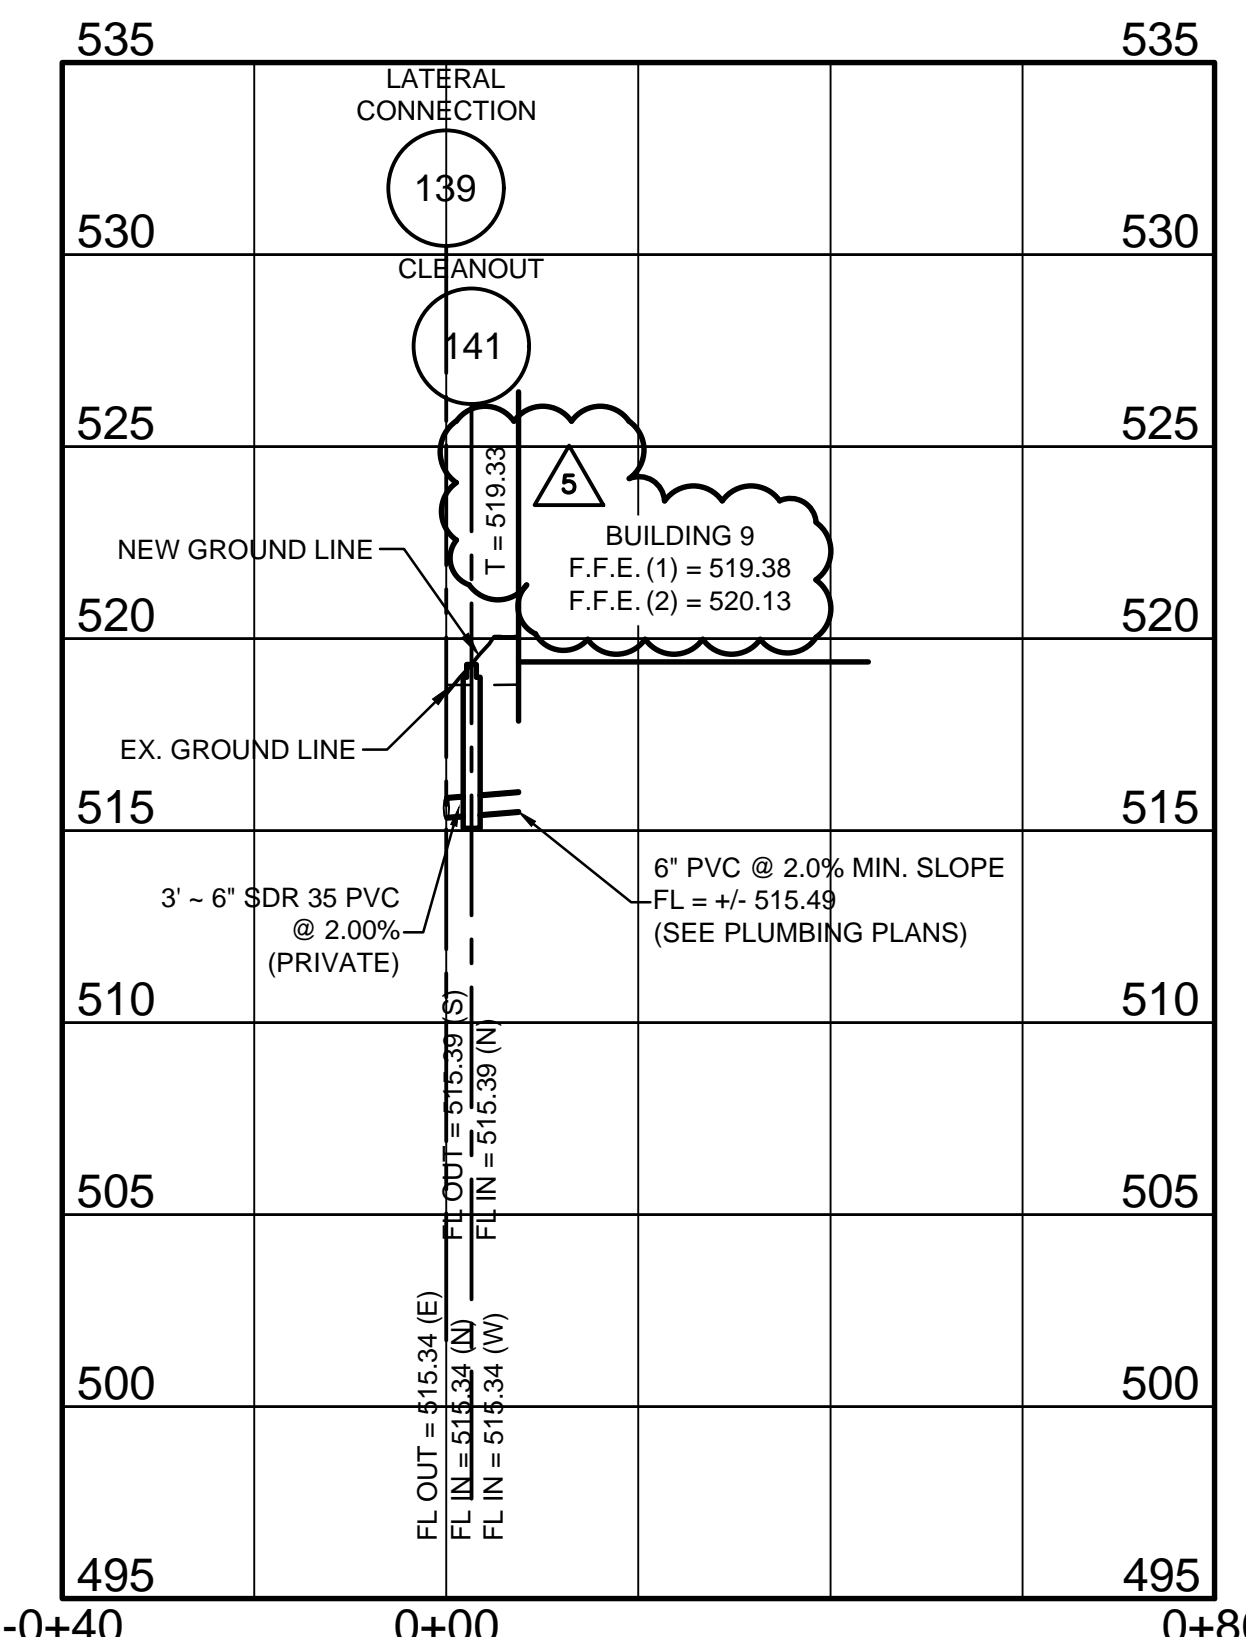 535
535
LATERAL
CONNECTION
139
530
530
CLEANOUT
141
525
525
T = 519.33
5
BUILDING 9
F.F.E. (1) = 519.38
F.F.E. (2) = 520.13
NEW GROUND LINE
520
520
EX. GROUND LINE
515
515
6" PVC @ 2.0% MIN. SLOPE
FL = +/- 515.49
(SEE PLUMBING PLANS)
3' ~ 6" SDR 35 PVC
@ 2.00%
(PRIVATE)
510
510
FL OUT = 515.39 (S)
FL IN = 515.39 (N)
505
505
FL OUT = 515.34 (E)
FL IN = 515.34 (N)
FL IN = 515.34 (W)
500
500
495
495
-0+40
0+00